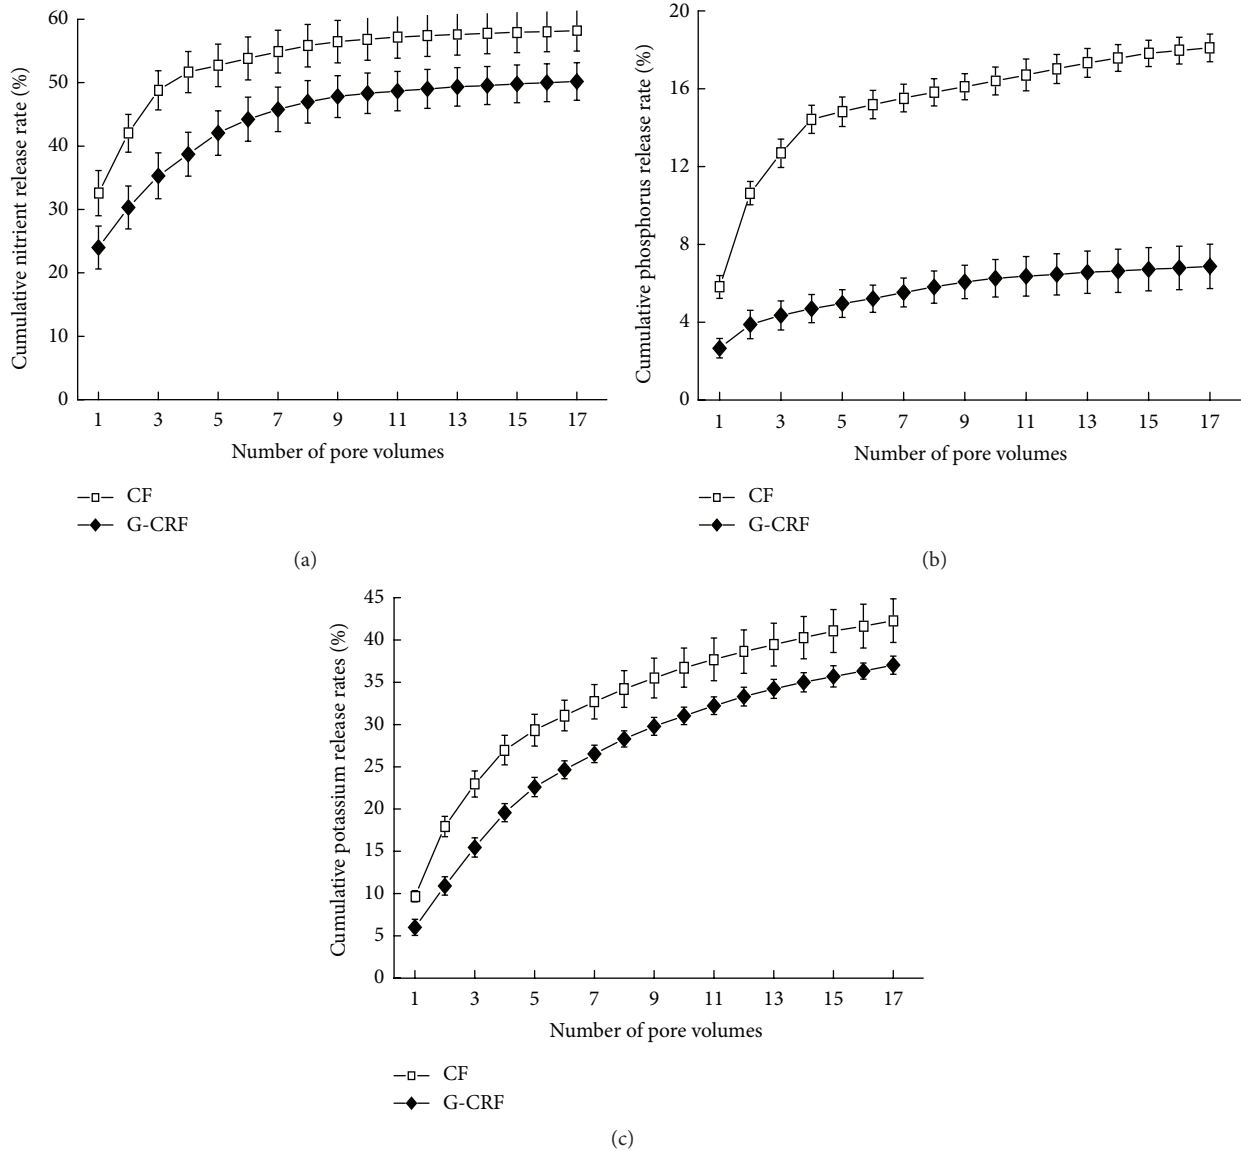 Cumulative nitrient release rate (%)
60
50
40
30
20
10
0
1 3 5 7 9 11 13 15 17
Number of pore volumes
CF
G-CRF
(a)
Cumulative phosphorus release rate (%)
20
16
12
8
4
0
1 3 5 7 9 11 13 15 17
Number of pore volumes
CF
G-CRF
(b)
Cumulative potassium release rates (%)
45
40
35
30
25
20
15
10
5
0
1 3 5 7 9 11 13 15 17
Number of pore volumes
CF
G-CRF
(c)